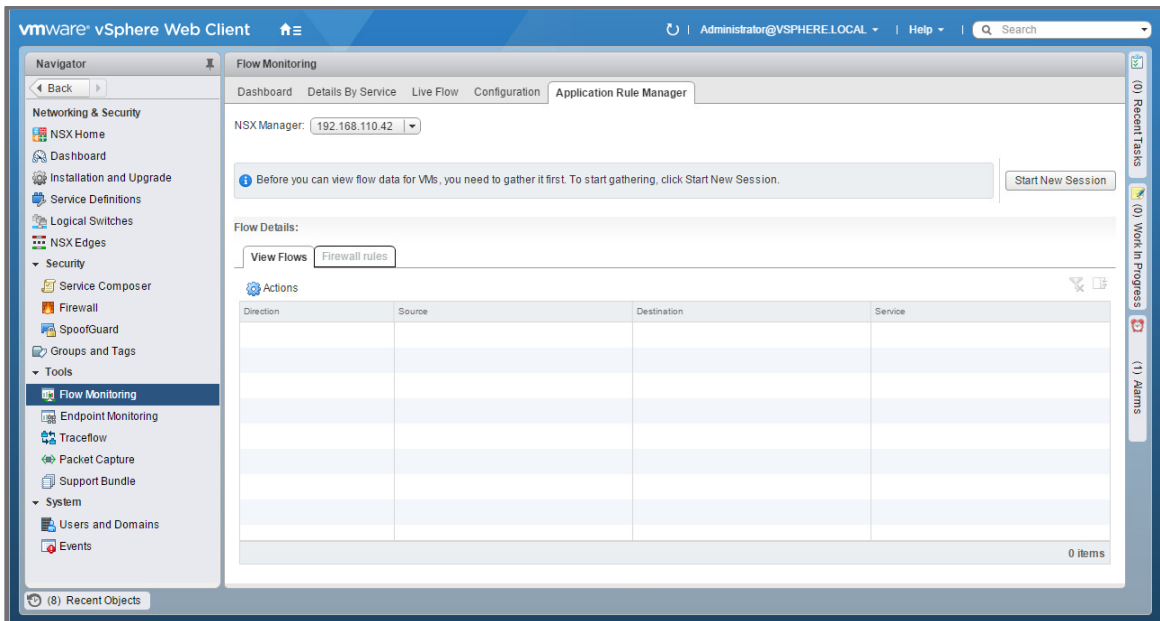 vmware® vSphere Web Client
Administrator@VSPHERE.LOCAL
Help
Search
Navigator
Back
Networking & Security
NSX Home
Dashboard
Installation and Upgrade
Service Definitions
Logical Switches
NSX Edges
Security
Service Composer
Firewall
SpoofGuard
Groups and Tags
Tools
Flow Monitoring
Endpoint Monitoring
Traceflow
Packet Capture
Support Bundle
System
Users and Domains
Events
Flow Monitoring
Dashboard Details By Service Live Flow Configuration Application Rule Manager
NSX Manager: 192.168.110.42
Before you can view flow data for VMs, you need to gather it first. To start gathering, click Start New Session.
Start New Session
Flow Details:
View Flows Firewall rules
Actions
Direction Source Destination Service
0 items
(0) Recent Tasks
(0) Work In Progress
(1) Alarms
(8) Recent Objects